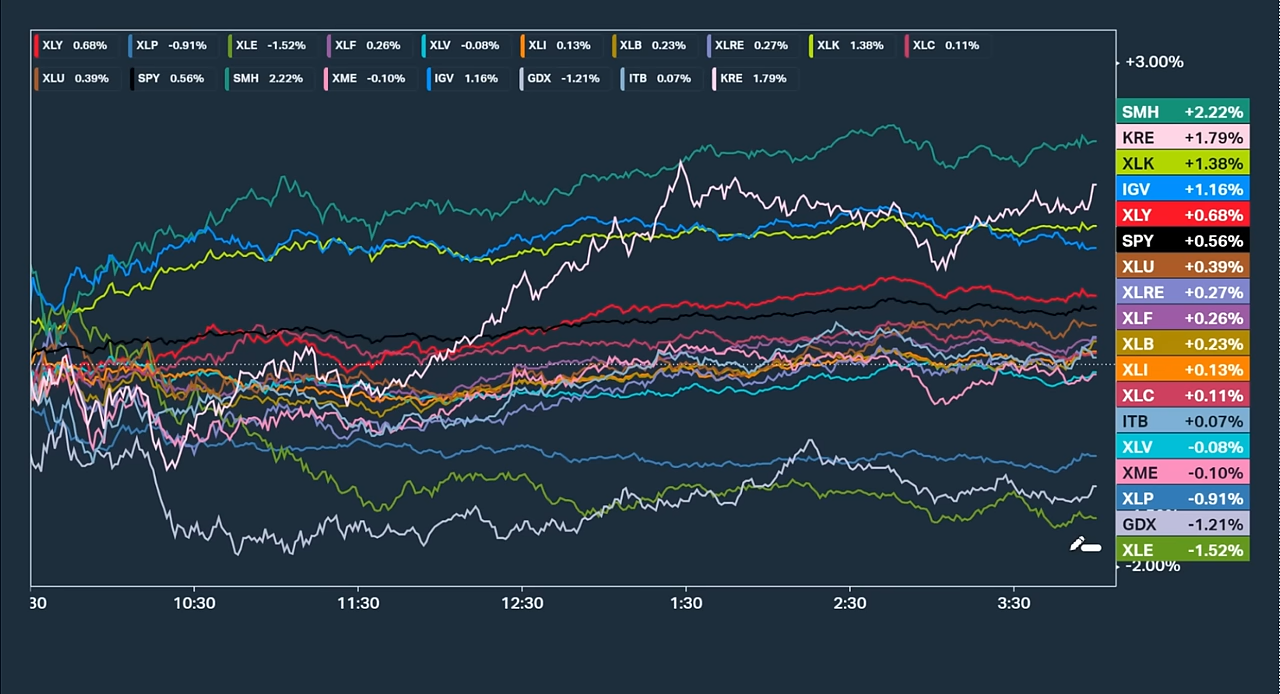 XLY 0.68% XLP -0.91% XLE -1.52% XLF 0.26% XLV -0.08% XLI 0.13% XLB 0.23% XLRE 0.27% XLK 1.38% XLC 0.11%
XLU 0.39% SPY 0.56% SMH 2.22% XME -0.10% IGV 1.16% GDX -1.21% ITB 0.07% KRE 1.79%
+3.00%
SMH +2.22%
KRE +1.79%
XLK +1.38%
IGV +1.16%
XLY +0.68%
SPY +0.56%
XLU +0.39%
XLRE +0.27%
XLF +0.26%
XLB +0.23%
XLI +0.13%
XLC +0.11%
ITB +0.07%
XLV -0.08%
XME -0.10%
XLP -0.91%
GDX -1.21%
XLE -1.52%
-2.00%
30 10:30 11:30 12:30 1:30 2:30 3:30